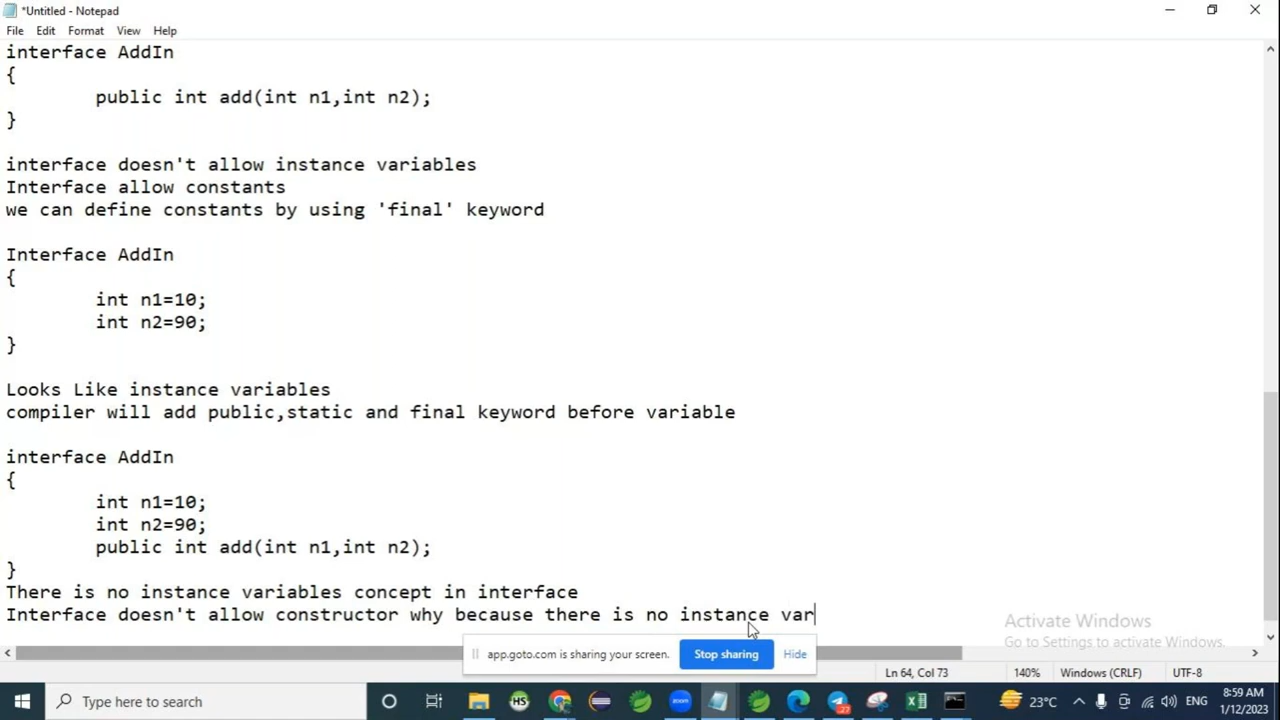 *Untitled - Notepad
File Edit Format View Help
interface AddIn
{
public int add(int n1,int n2);
}
interface doesn't allow instance variables
Interface allow constants
we can define constants by using 'final' keyword
Interface AddIn
{
int n1=10;
int n2=90;
}
Looks Like instance variables
compiler will add public,static and final keyword before variable
interface AddIn
{
int n1=10;
int n2=90;
public int add(int n1,int n2);
}
There is no instance variables concept in interface
Interface doesn't allow constructor why because there is no instance var
Activate Windows
Go to Settings to activate Windows.
app.goto.com is sharing your screen. Stop sharing Hide
Ln 64, Col 73 140% Windows (CRLF) UTF-8
Type here to search
HS
zoom
27
23°C
ENG
8:59 AM
1/12/2023